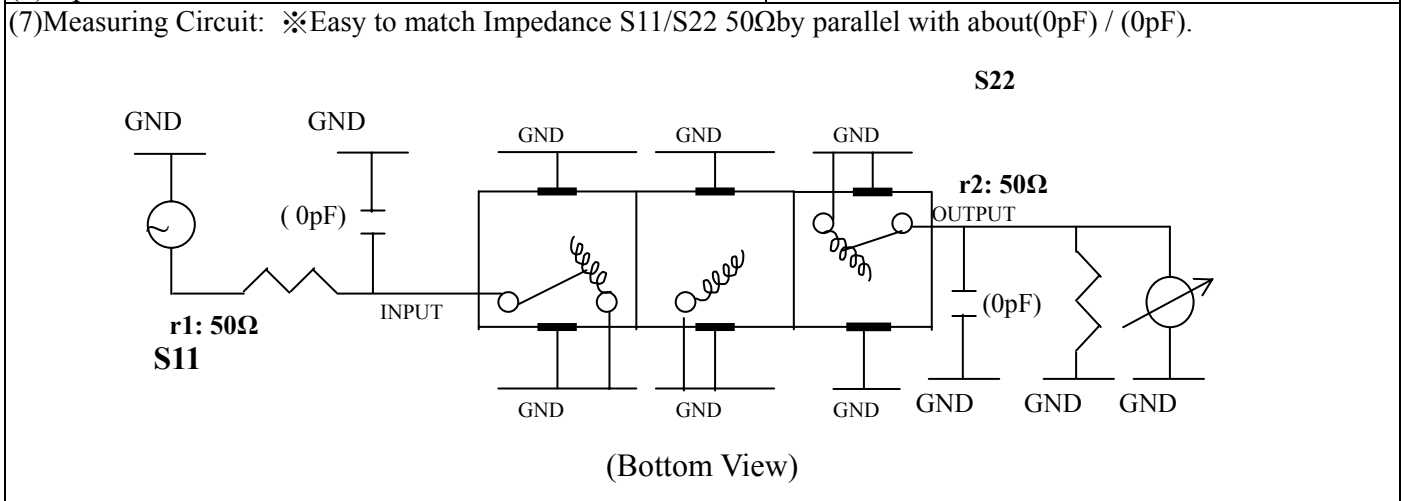 (7)Measuring Circuit: ※Easy to match Impedance S11/S22 50Ωby parallel with about(0pF) / (0pF).
S22
GND
GND
GND
GND
GND
r2: 50Ω
( 0pF)
OUTPUT
(0pF)
INPUT
r1: 50Ω
S11
GND
GND
GND
GND
GND
GND
(Bottom View)